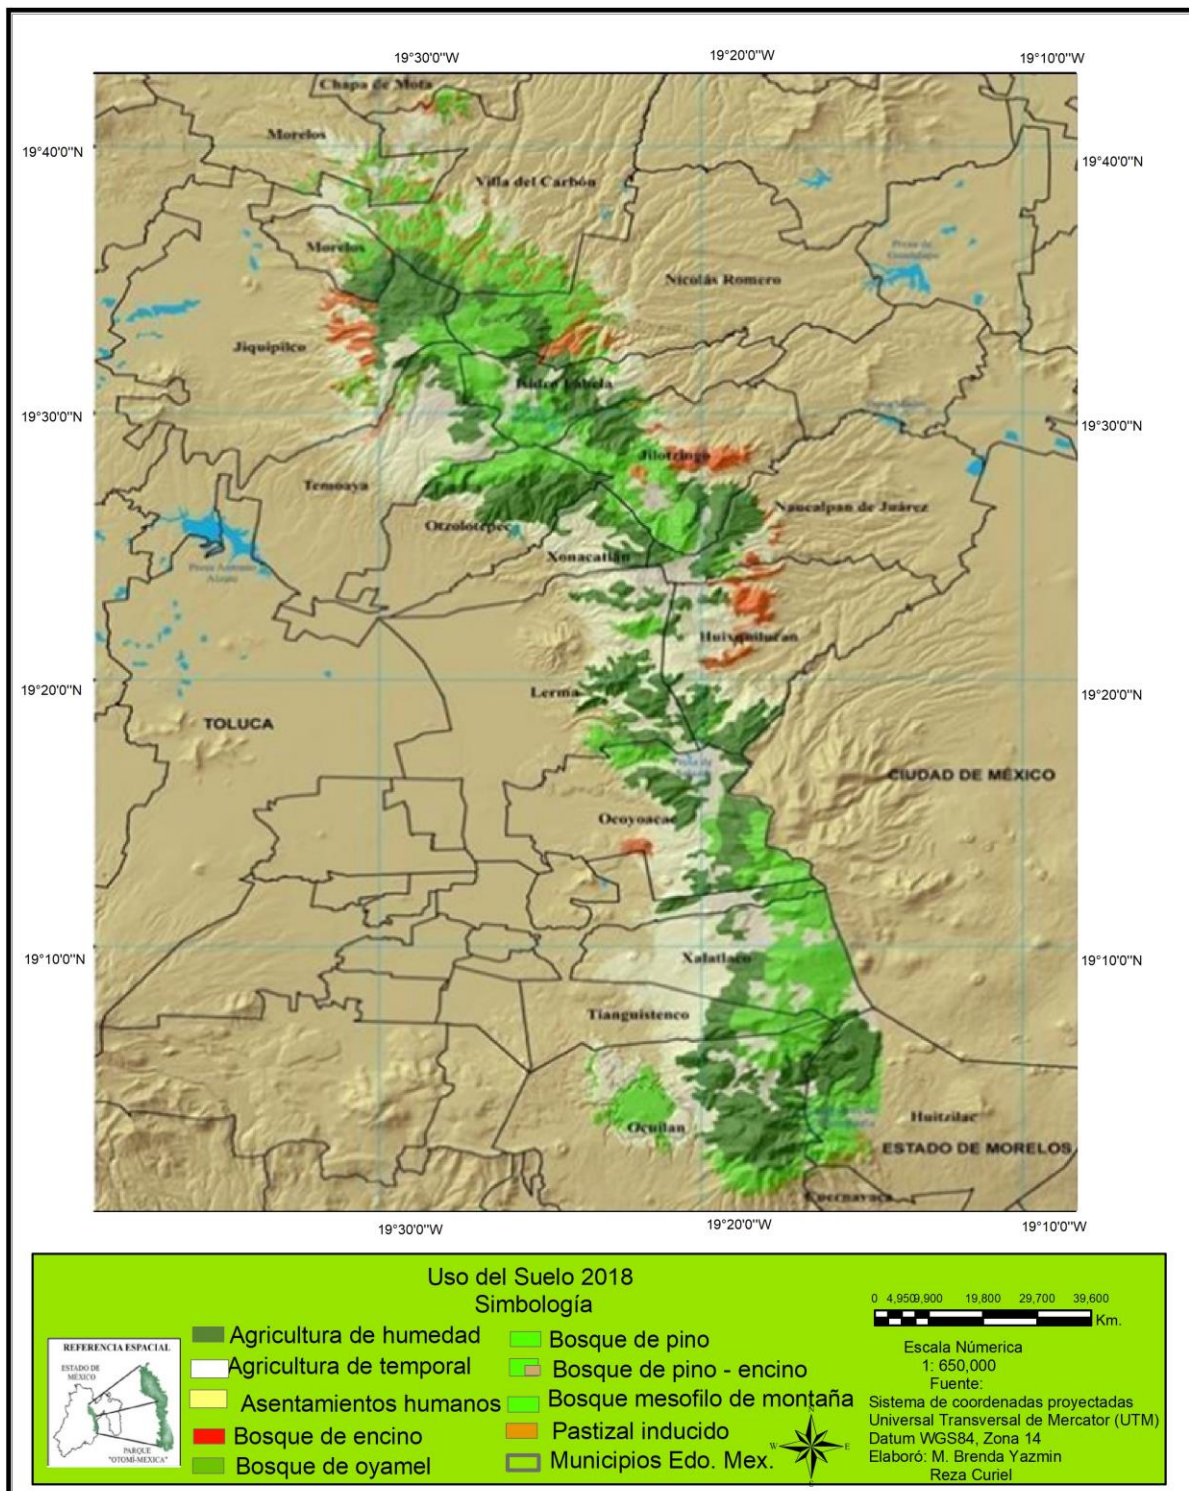 19°30'0"W
19°20'0"W
19°10'0"W
Chapa de Mota
Morelos
19°40'0"N
19°40'0"N
Villa del Carbón
Morelos
Presa de
Guadalupe
Nicolás Romero
Jiquipilco
Isidro Fabela
19°30'0"N
19°30'0"N
Jilotzingo
Temoaya
Naucalpan de Juárez
Otzolotepec
Xonacatlán
Presa Antonio
Alzate
Huixquilucan
Lerma
19°20'0"N
19°20'0"N
TOLUCA
CIUDAD DE MÉXICO
Ocoyoacac
19°10'0"N
Xalatlaco
19°10'0"N
Tianguistenco
Huitzilac
Ocuilan
ESTADO DE MORELOS
Cuernavaca
19°30'0"W
19°20'0"W
19°10'0"W
Uso del Suelo 2018
Simbología
REFERENCIA ESPACIAL
ESTADO DE
MÉXICO
PARQUE
"OTOMÍ-MEXICA"
Agricultura de humedad
Agricultura de temporal
Asentamientos humanos
Bosque de encino
Bosque de oyamel
Bosque de pino
Bosque de pino - encino
Bosque mesofilo de montaña
Pastizal inducido
Municipios Edo. Mex.
N
W E
S
0 4,950 9,900 19,800 29,700 39,600
Km.
Escala Númerica
1: 650,000
Fuente:
Sistema de coordenadas proyectadas
Universal Transversal de Mercator (UTM)
Datum WGS84, Zona 14
Elaboró: M. Brenda Yazmin
Reza Curiel